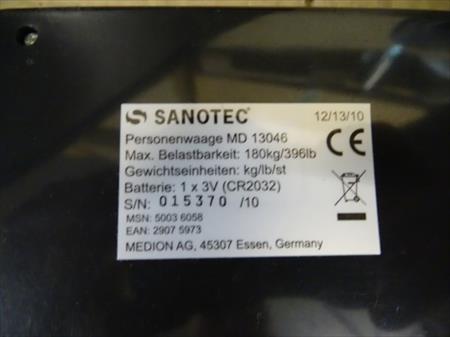 SANOTEC® 12/13/10
Personenwaage MD 13046
Max. Belastbarkeit: 180kg/396lb
Gewichtseinheiten: kg/lb/st
Batterie: 1 x 3V (CR2032)
S/N: 015370 /10
MSN: 5003 6058
EAN: 2907 5973
MEDION AG, 45307 Essen, Germany
CE